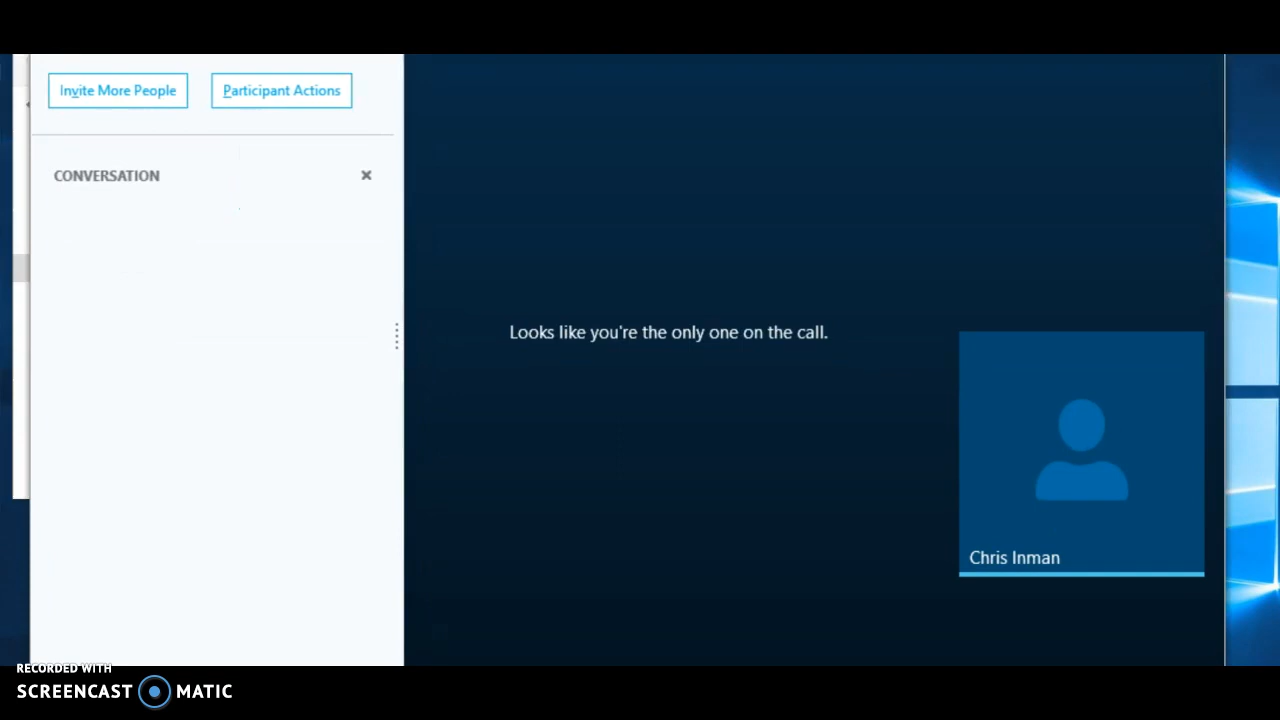 Invite More People
Participant Actions
CONVERSATION
Looks like you're the only one on the call.
Chris Inman
RECORDED WITH
SCREENCAST MATIC